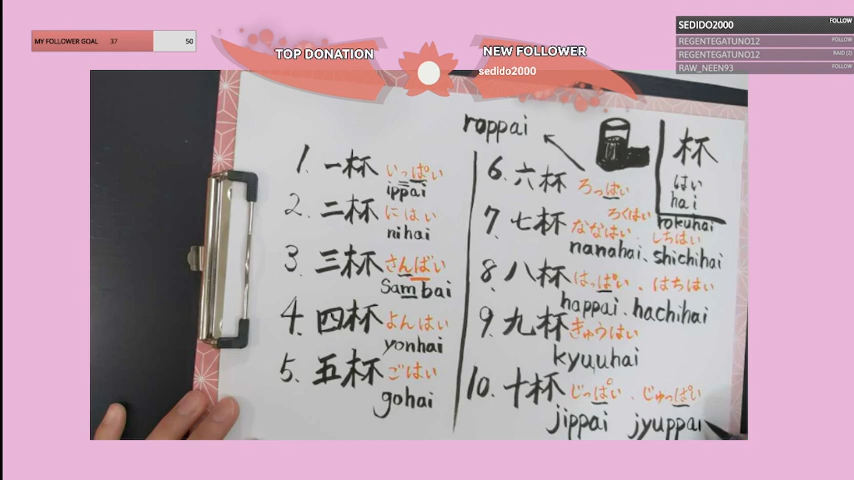 MY FOLLOWER GOAL 37 50
TOP DONATION
NEW FOLLOWER
sedido2000
SEDIDO2000 FOLLOW
REGENTEGATUNO12 FOLLOW
REGENTEGATUNO12 RAID (2)
RAW_NEEN93 FOLLOW
roppai
杯
はい
hai
1. 一杯 いっぱい
ippai
2. 二杯 にはい
nihai
3. 三杯 さんばい
Sambai
4. 四杯 よんはい
yonhai
5. 五杯 ごはい
gohai
6. 六杯 ろっぱい
ろくはい
rokuhai
7. 七杯 ななはい、しちはい
nanahai、shichihai
8. 八杯 はっぱい、はちはい
happai、hachihai
9. 九杯 きゅうはい
kyuuhai
10. 十杯 じっぱい、じゅっぱい
jippai jyuppai